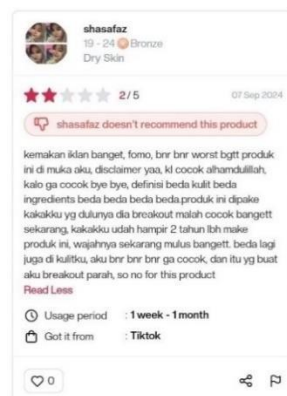 shasafaz
19 - 24 Bronze
Dry Skin
2/5
07 Sep 2024
shasafaz doesn't recommend this product
kemakan iklan banget, fomo, bnr bnr worst bgtt produk
ini di muka aku, disclaimer yaa, kl cocok alhamdulillah,
kalo ga cocok bye bye, definisi beda kulit beda
ingredients beda beda beda beda.produk ini dipake
kakakku yg dulunya dia breakout malah cocok bangett
sekarang, kakakku udah hampir 2 tahun lbh make
produk ini, wajahnya sekarang mulus bangett. beda lagi
juga di kulitku, aku bnr bnr bnr ga cocok, dan itu yg buat
aku breakout parah, so no for this product
Read Less
Usage period : 1 week - 1 month
Got it from : Tiktok
0